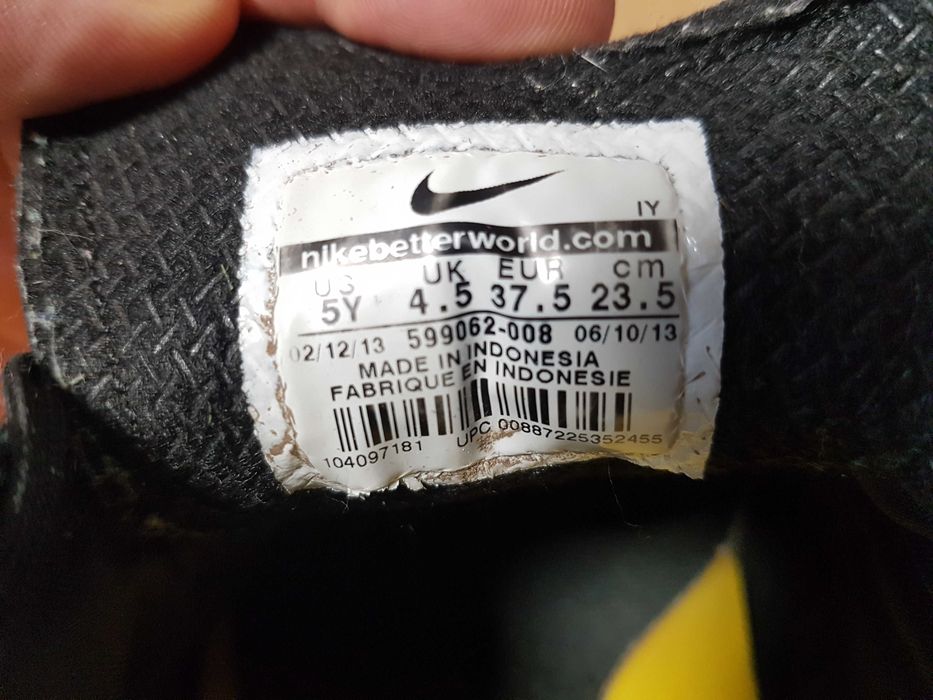 IY
nikebetterworld.com
US UK EUR cm
5Y 4.5 37.5 23.5
02/12/13 599062-008 06/10/13
MADE IN INDONESIA
FABRIQUE EN INDONESIE
104097181 UPC 00887225352455